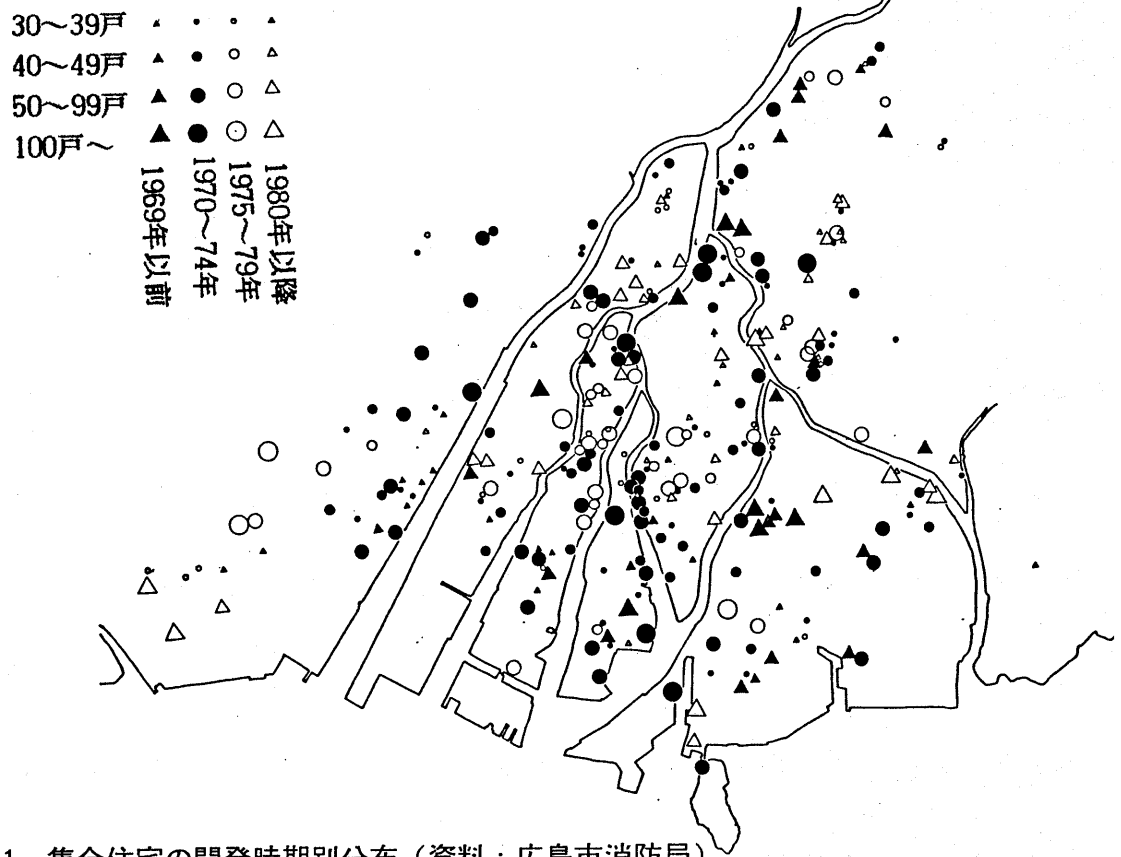 30〜39戸
40〜49戸
50〜99戸
100戸〜
1969年以前
1970〜74年
1975〜79年
1980年以降
1 集合住宅の開発時期別分布（資料：広島市消防局）